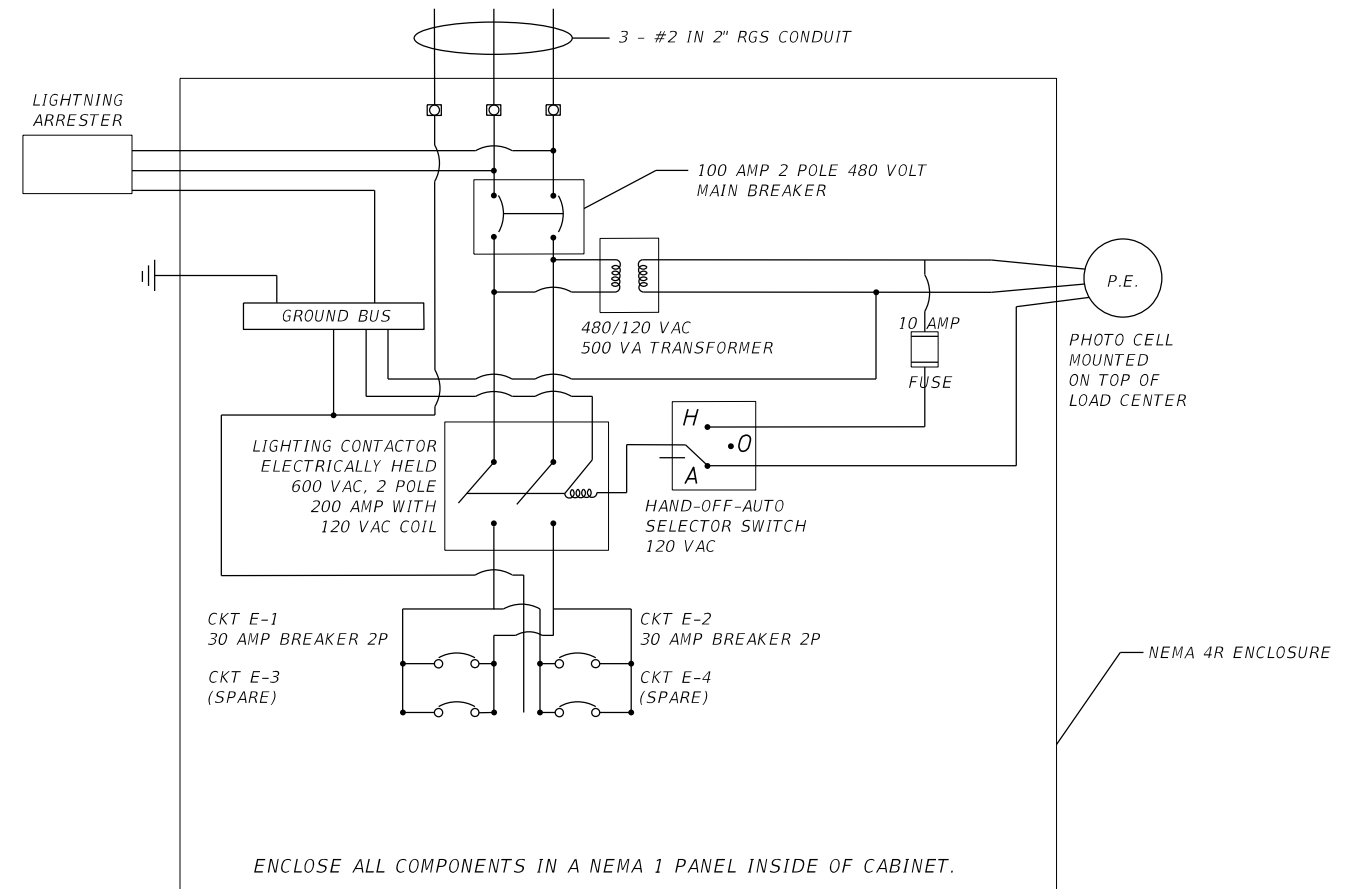 3 - #2 IN 2" RGS CONDUIT
LIGHTNING
ARRESTER
100 AMP 2 POLE 480 VOLT
MAIN BREAKER
P.E.
GROUND BUS
480/120 VAC
500 VA TRANSFORMER
10 AMP
FUSE
PHOTO CELL
MOUNTED
ON TOP OF
LOAD CENTER
H
O
A
LIGHTING CONTACTOR
ELECTRICALLY HELD
600 VAC, 2 POLE
200 AMP WITH
120 VAC COIL
HAND-OFF-AUTO
SELECTOR SWITCH
120 VAC
CKT E-1
30 AMP BREAKER 2P
CKT E-2
30 AMP BREAKER 2P
CKT E-3
(SPARE)
CKT E-4
(SPARE)
NEMA 4R ENCLOSURE
ENCLOSE ALL COMPONENTS IN A NEMA 1 PANEL INSIDE OF CABINET.